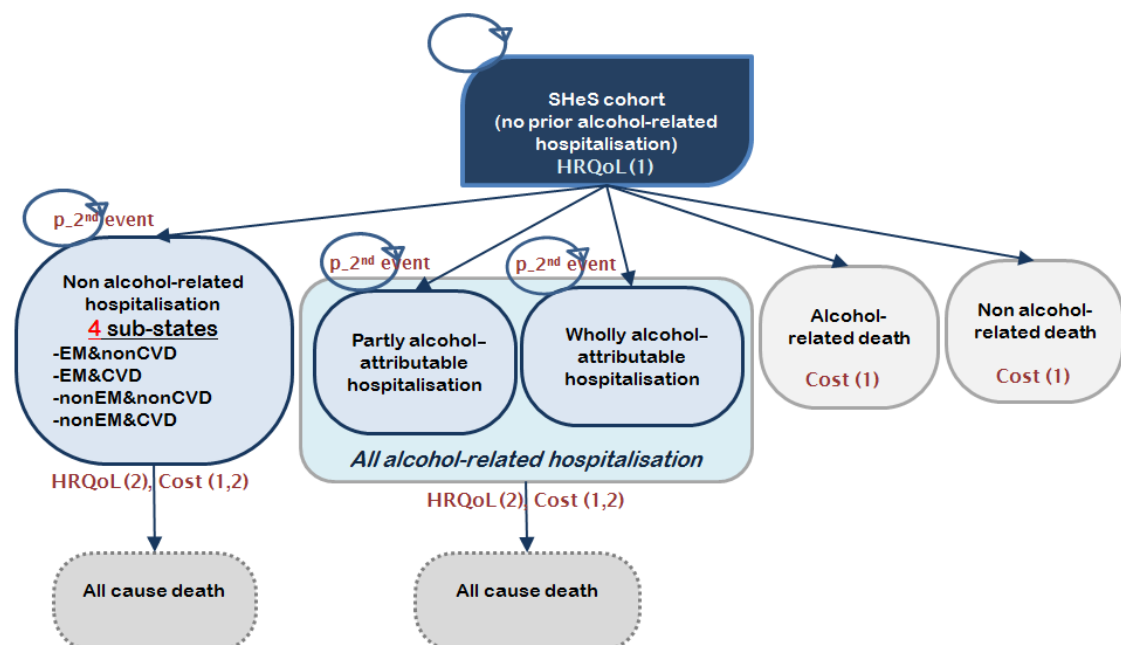 SHeS cohort
(no prior alcohol-related
hospitalisation)
HRQoL (1)
p_2nd event
Non alcohol-related
hospitalisation
4 sub-states
-EM&nonCVD
-EM&CVD
-nonEM&nonCVD
-nonEM&CVD
HRQoL (2), Cost (1,2)
p_2nd event
Partly alcohol-
attributable
hospitalisation
p_2nd event
Wholly alcohol-
attributable
hospitalisation
All alcohol-related hospitalisation
HRQoL (2), Cost (1,2)
Alcohol-
related death
Cost (1)
Non alcohol
-related death
Cost (1)
All cause death
All cause death